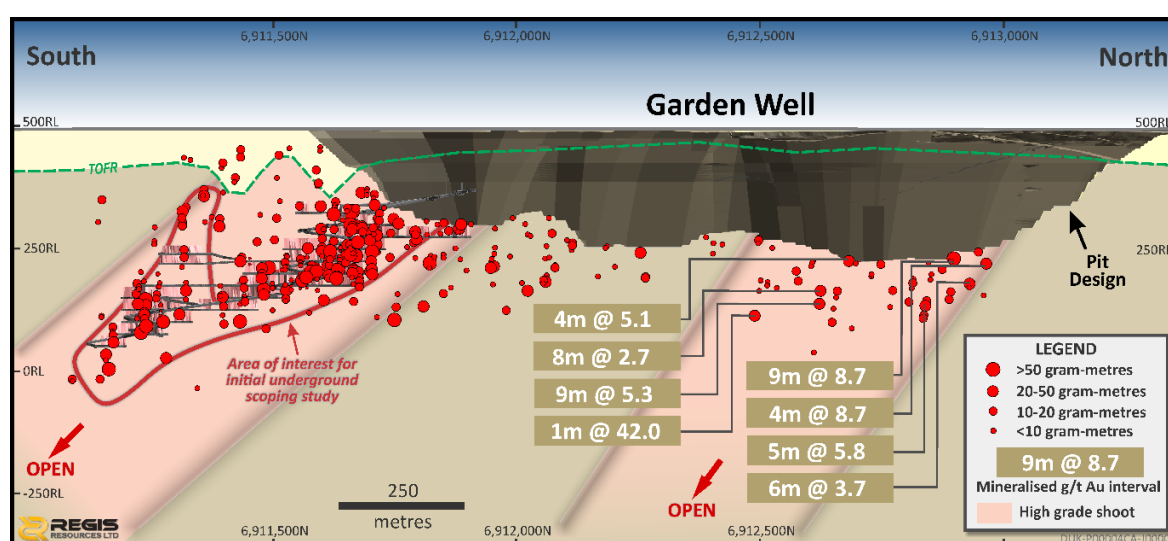 6,911,500N
6,912,000N
6,912,500N
6,913,000N
South
North
Garden Well
500RL
500RL
TOFR
250RL
250RL
Pit
Design
4m @ 5.1
8m @ 2.7
9m @ 5.3
1m @ 42.0
9m @ 8.7
4m @ 8.7
5m @ 5.8
6m @ 3.7
Area of interest for
initial underground
scoping study
0RL
LEGEND
>50 gram-metres
20-50 gram-metres
10-20 gram-metres
<10 gram-metres
9m @ 8.7
Mineralised g/t Au interval
High grade shoot
OPEN
OPEN
-250RL
250
metres
REGIS
RESOURCES LTD
6,911,500N
6,912,000N
6,912,500N